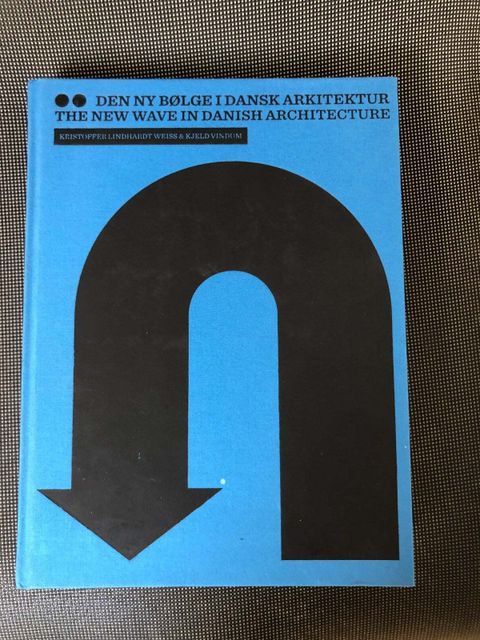 DEN NY BØLGE I DANSK ARKITEKTUR
THE NEW WAVE IN DANISH ARCHITECTURE
KRISTOFFER LINDHARDT WEISS & KJELD VINDUM